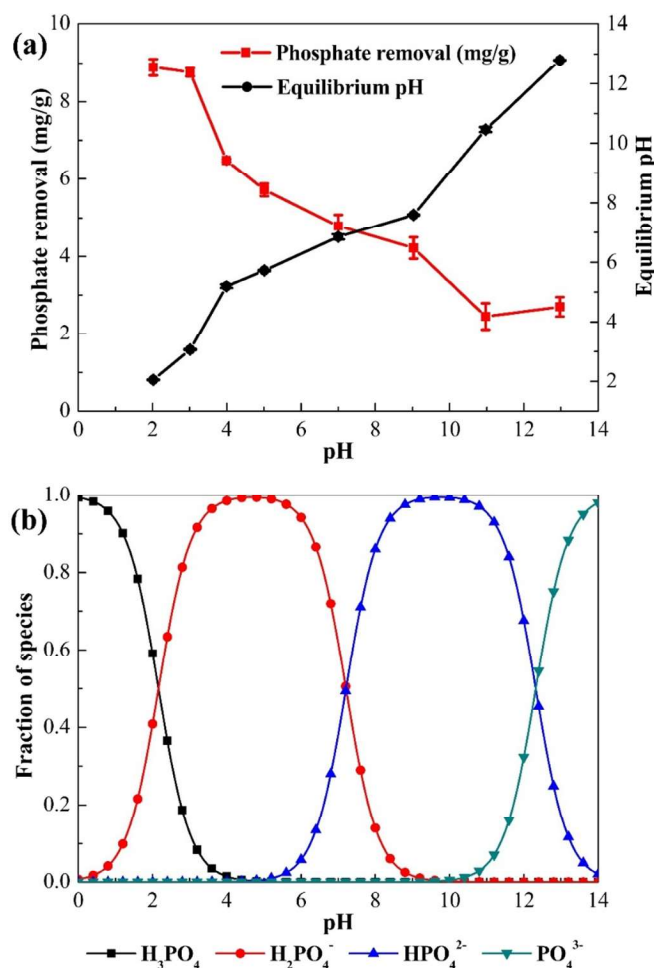 (a)
Phosphate removal (mg/g)
Equilibrium pH
Phosphate removal (mg/g)
10
8
6
4
2
0
Equilibrium pH
14
12
10
8
6
4
2
0 2 4 6 8 10 12 14
pH
(b)
Fraction of species
1.0
0.8
0.6
0.4
0.2
0.0
0 2 4 6 8 10 12 14
pH
H₃PO₄ H₂PO₄⁻ HPO₄²⁻ PO₄³⁻